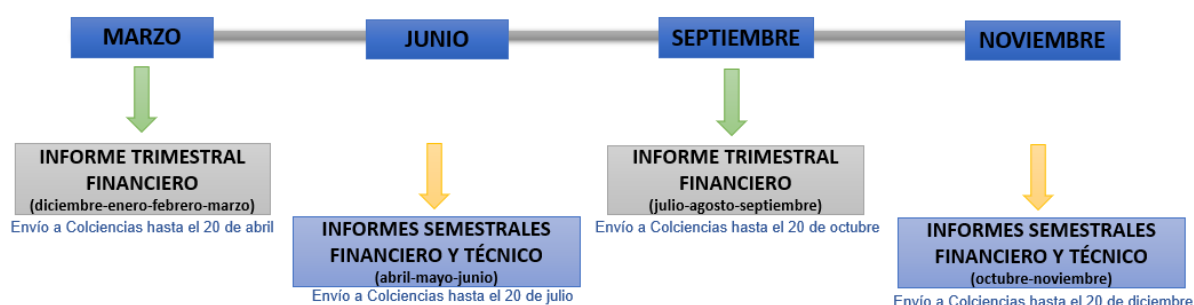 MARZO
JUNIO
SEPTIEMBRE
NOVIEMBRE
INFORME TRIMESTRAL
FINANCIERO
(diciembre-enero-febrero-marzo)
Envío a Colciencias hasta el 20 de abril
INFORMES SEMESTRALES
FINANCIERO Y TÉCNICO
(abril-mayo-junio)
Envío a Colciencias hasta el 20 de julio
INFORME TRIMESTRAL
FINANCIERO
(julio-agosto-septiembre)
Envío a Colciencias hasta el 20 de octubre
INFORMES SEMESTRALES
FINANCIERO Y TÉCNICO
(octubre-noviembre)
Envío a Colciencias hasta el 20 de diciembre